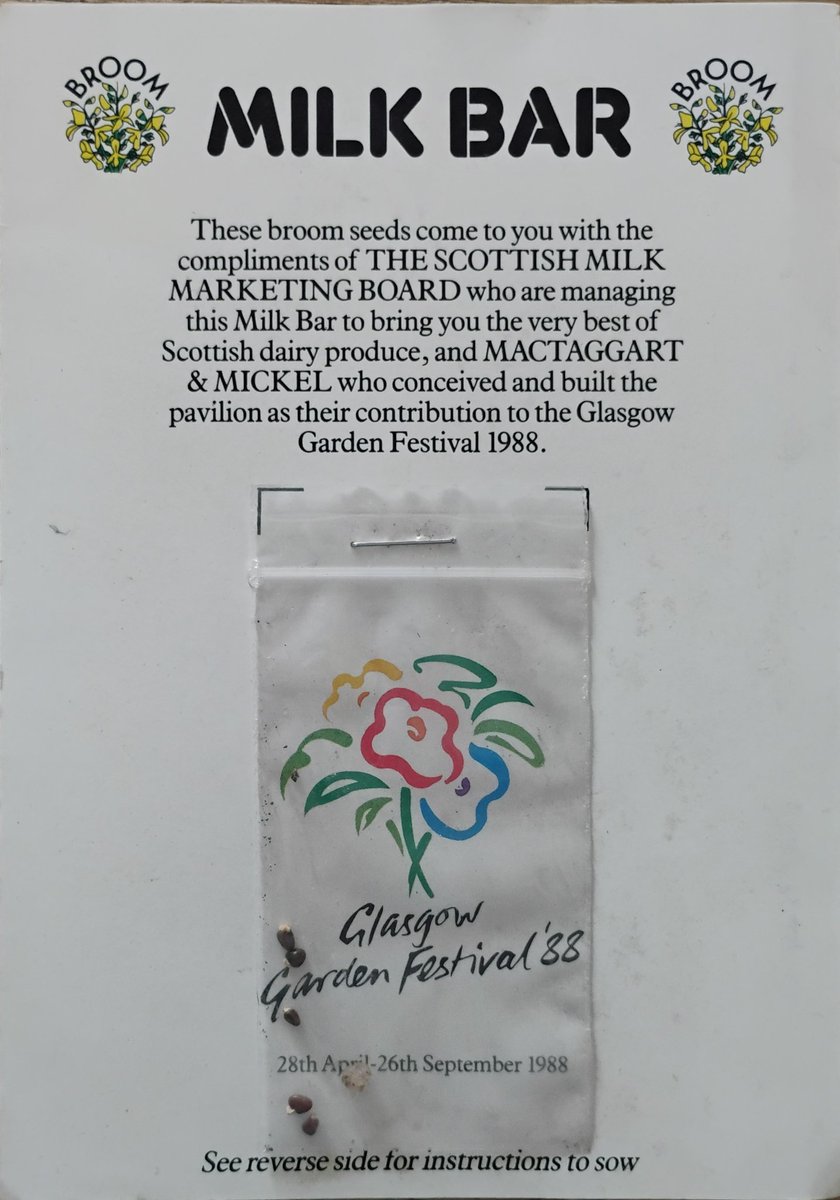 BROOM
MILK BAR
BROOM
These broom seeds come to you with the
compliments of THE SCOTTISH MILK
MARKETING BOARD who are managing
this Milk Bar to bring you the very best of
Scottish dairy produce, and MACTAGGART
& MICKEL who conceived and built the
pavilion as their contribution to the Glasgow
Garden Festival 1988.
Glasgow
Garden Festival '88
28th April-26th September 1988
See reverse side for instructions to sow